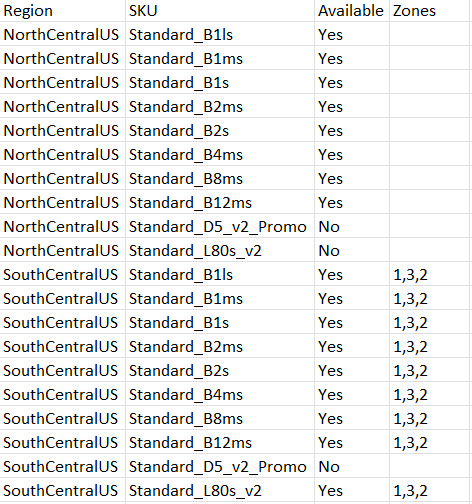 Region SKU Available Zones
NorthCentralUS Standard_B1ls Yes
NorthCentralUS Standard_B1ms Yes
NorthCentralUS Standard_B1s Yes
NorthCentralUS Standard_B2ms Yes
NorthCentralUS Standard_B2s Yes
NorthCentralUS Standard_B4ms Yes
NorthCentralUS Standard_B8ms Yes
NorthCentralUS Standard_B12ms Yes
NorthCentralUS Standard_D5_v2_Promo No
NorthCentralUS Standard_L80s_v2 No
SouthCentralUS Standard_B1ls Yes 1,3,2
SouthCentralUS Standard_B1ms Yes 1,3,2
SouthCentralUS Standard_B1s Yes 1,3,2
SouthCentralUS Standard_B2ms Yes 1,3,2
SouthCentralUS Standard_B2s Yes 1,3,2
SouthCentralUS Standard_B4ms Yes 1,3,2
SouthCentralUS Standard_B8ms Yes 1,3,2
SouthCentralUS Standard_B12ms Yes 1,3,2
SouthCentralUS Standard_D5_v2_Promo No
SouthCentralUS Standard_L80s_v2 Yes 1,3,2